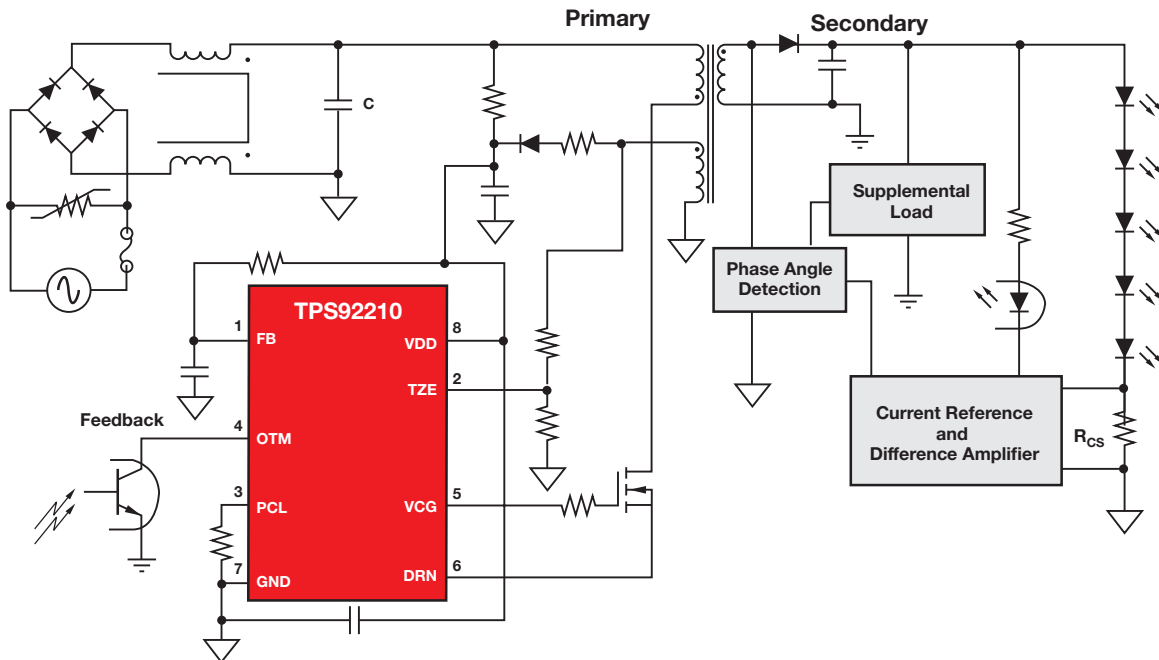 Primary
Secondary
C
Supplemental
Load
Phase Angle
Detection
TPS92210
1
FB
8
VDD
2
TZE
Feedback
4
OTM
Current Reference
and
Difference Amplifier
RCS
3
PCL
5
VCG
7
GND
6
DRN